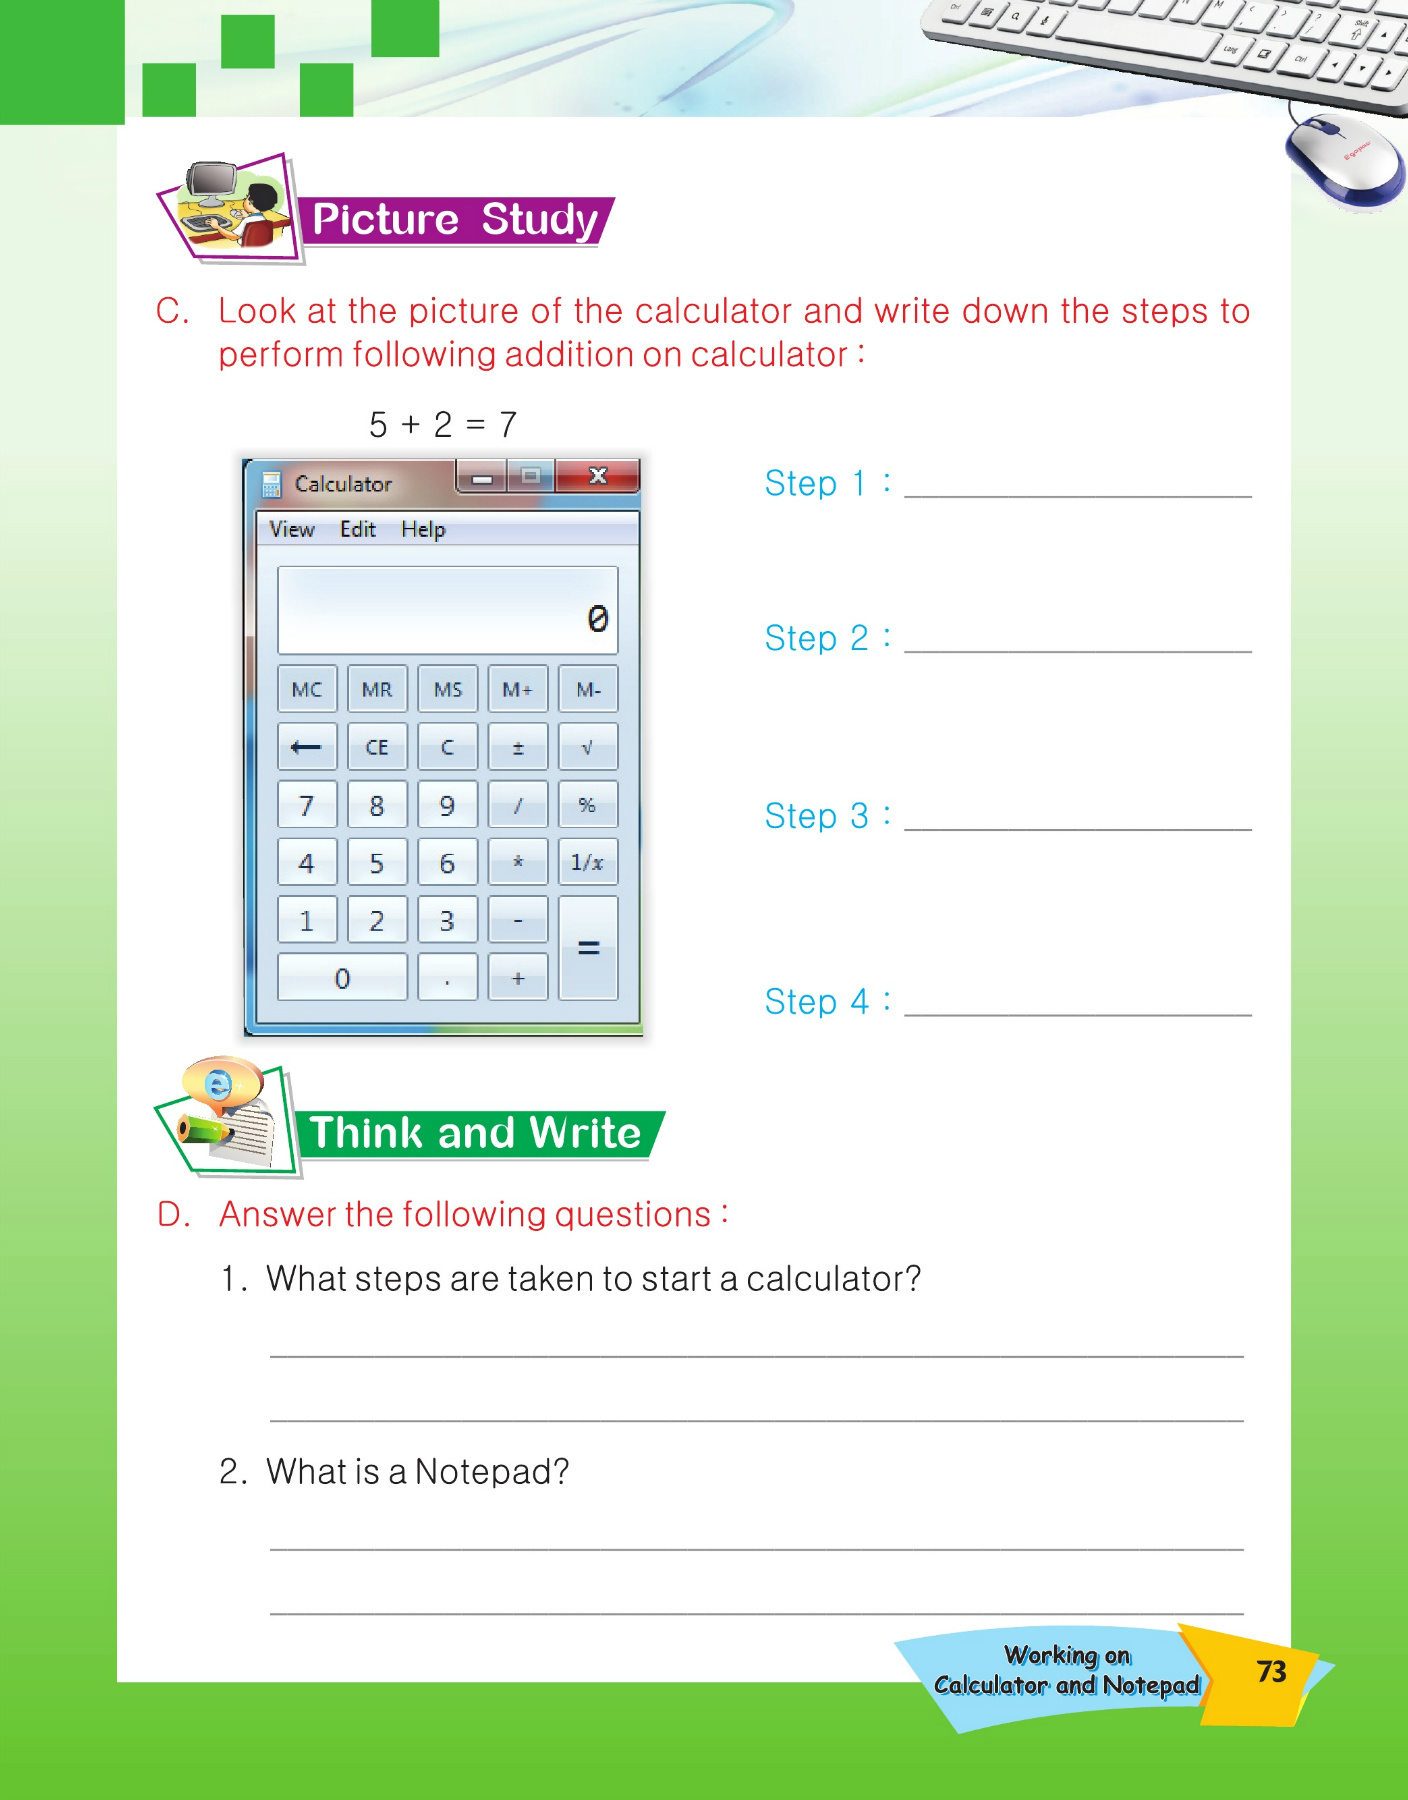 Picture Study
C. Look at the picture of the calculator and write down the steps to
perform following addition on calculator :
5 + 2 = 7
Calculator
View Edit Help
0
MC MR MS M+ M-
← CE C ± √
7 8 9 / %
4 5 6 * 1/x
1 2 3 -
=
0 . +
Step 1 :
Step 2 :
Step 3 :
Step 4 :
Think and Write
D. Answer the following questions :
1. What steps are taken to start a calculator?
2. What is a Notepad?
Working on
Calculator and Notepad
73